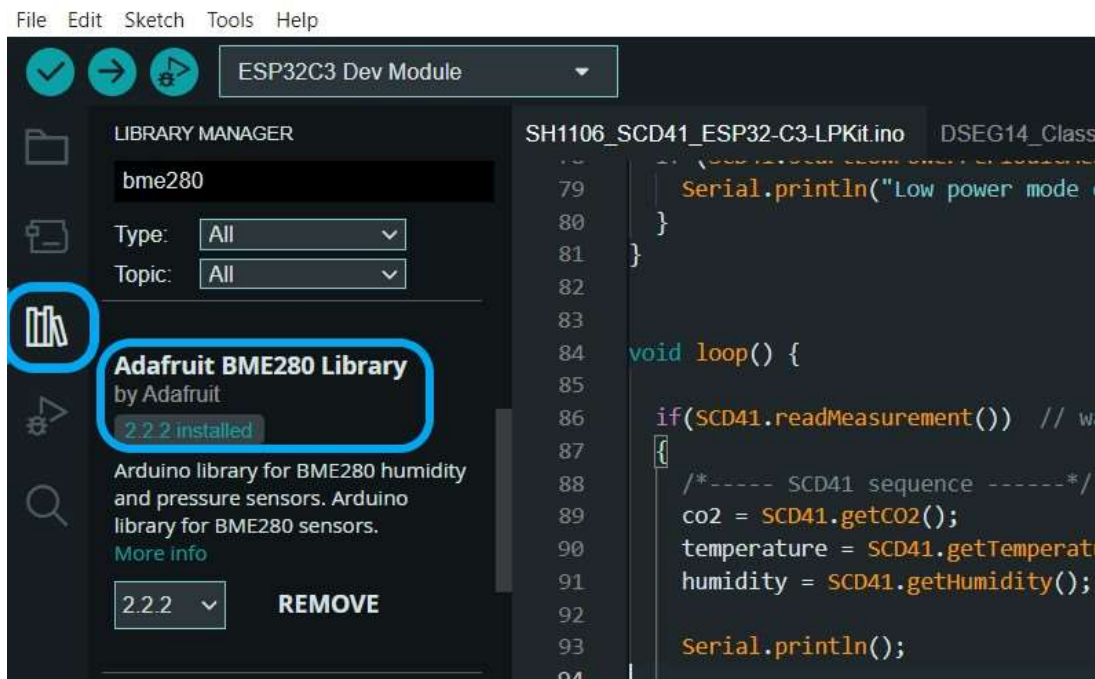 File Edit Sketch Tools Help
ESP32C3 Dev Module
LIBRARY MANAGER
bme280
Type: All
Topic: All
Adafruit BME280 Library
by Adafruit
2.2.2 installed
Arduino library for BME280 humidity
and pressure sensors. Arduino
library for BME280 sensors.
More info
2.2.2 REMOVE
SH1106_SCD41_ESP32-C3-LPKit.ino DSEG14_Class
79 Serial.println("Low power mode
80 }
81 }
82
83
84 void loop() {
85
86 if(SCD41.readMeasurement()) // wa
87 {
88 /*----- SCD41 sequence ------*/
89 co2 = SCD41.getCO2();
90 temperature = SCD41.getTemperatu
91 humidity = SCD41.getHumidity();
92
93 Serial.println();
94